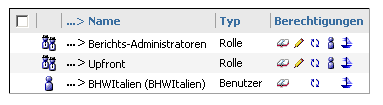 ...> Name Typ Berechtigungen
...> Berichts-Administratoren Rolle
...> Upfront Rolle
...> BHWItalien (BHWItalien) Benutzer